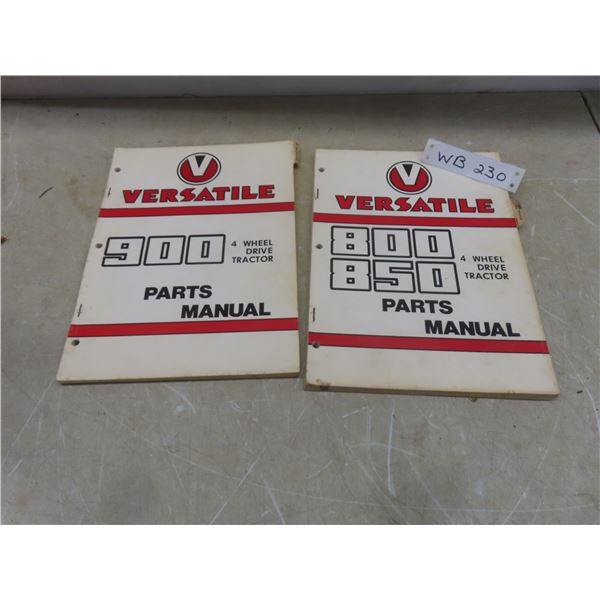 V
VERSATILE
900
4 WHEEL
DRIVE
TRACTOR
PARTS
MANUAL
WB 230
V
VERSATILE
800
850
4 WHEEL
DRIVE
TRACTOR
PARTS
MANUAL